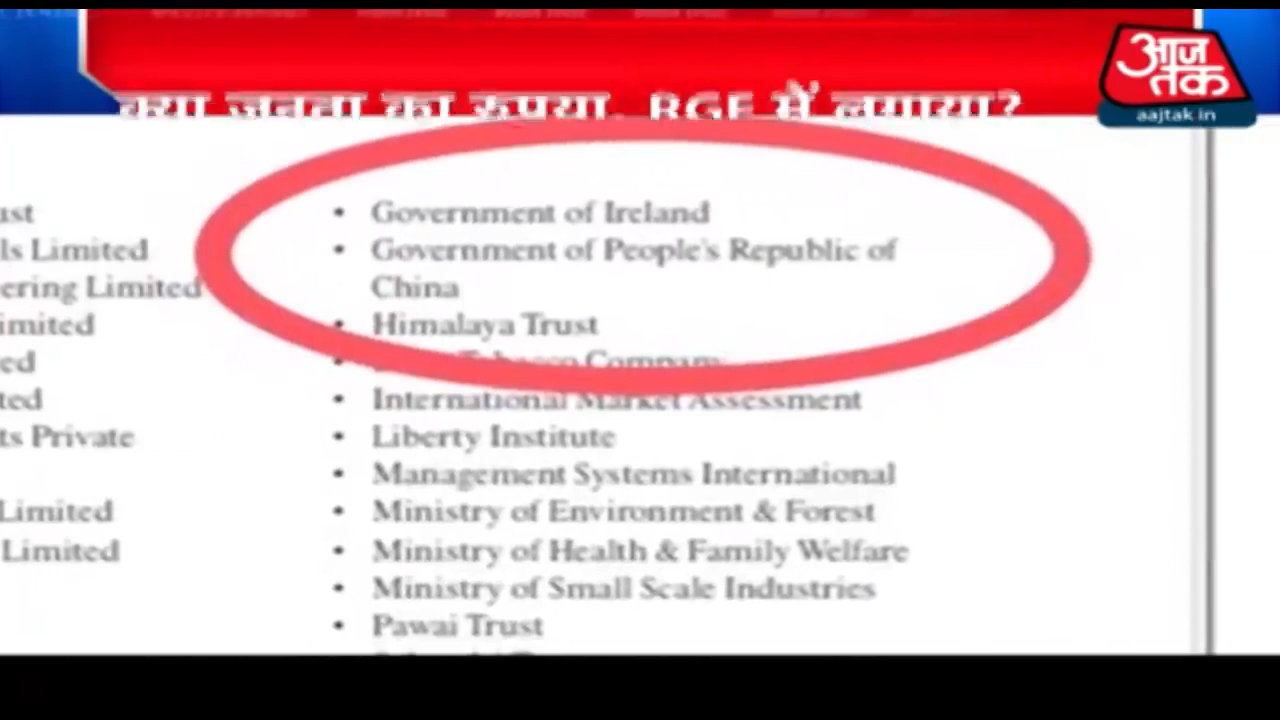 क्या जनता का रूपया, RGF में लगाया?
आज
तक
aajtak.in
ust
ls Limited
ering Limited
imited
ed
ted
ts Private
Limited
Limited
• Government of Ireland
• Government of People's Republic of
China
• Himalaya Trust
• Tobacco Company
• International Market Assessment
• Liberty Institute
• Management Systems International
• Ministry of Environment & Forest
• Ministry of Health & Family Welfare
• Ministry of Small Scale Industries
• Pawai Trust